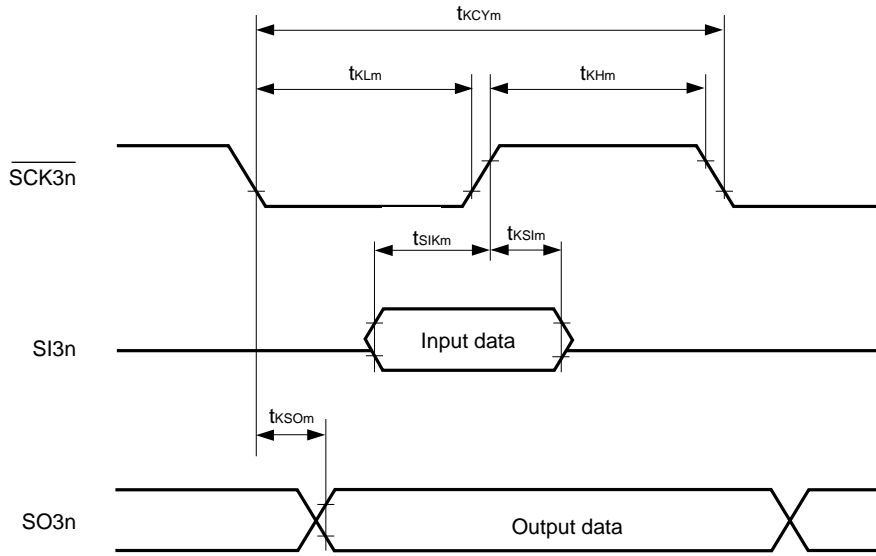 tKCYm
tKLm
tKHm
SCK3n
tSIKm
tKSIm
SI3n
Input data
tKSOm
SO3n
Output data